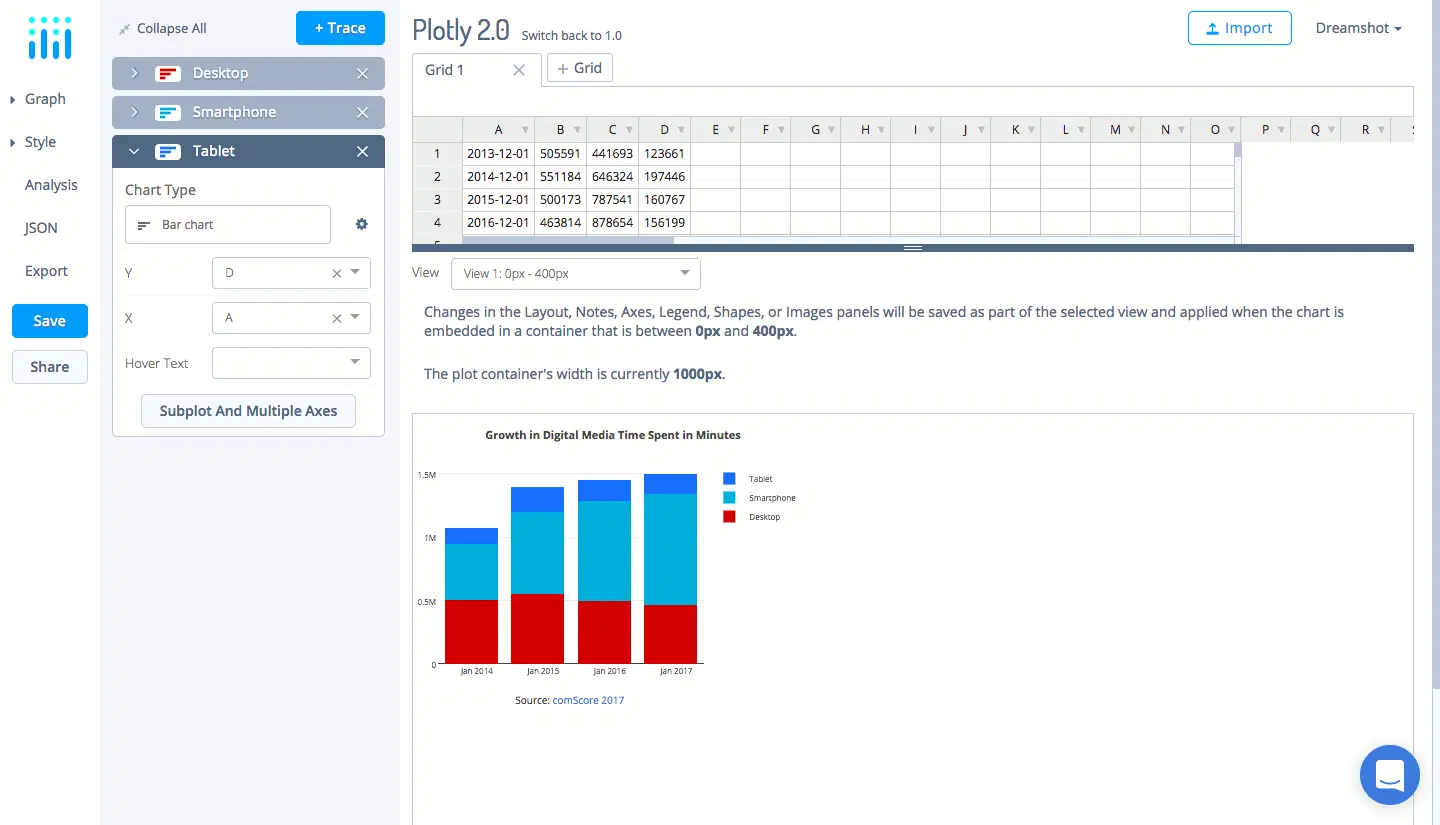 Collapse All
+ Trace
Desktop
Smartphone
Tablet
Chart Type
Bar chart
Y D
X A
Hover Text
Subplot And Multiple Axes
Graph
Style
Analysis
JSON
Export
Save
Share
Plotly 2.0 Switch back to 1.0
Import
Dreamshot
Grid 1
+ Grid
A B C D E F G H I J K L M N O P Q R
1 2013-12-01 505591 441693 123661
2 2014-12-01 551184 646324 197446
3 2015-12-01 500173 787541 160767
4 2016-12-01 463814 878654 156199
View View 1: 0px - 400px
Changes in the Layout, Notes, Axes, Legend, Shapes, or Images panels will be saved as part of the selected view and applied when the chart is
embedded in a container that is between 0px and 400px.
The plot container's width is currently 1000px.
Growth in Digital Media Time Spent in Minutes
1.5M
1M
0.5M
0
Jan 2014 Jan 2015 Jan 2016 Jan 2017
Tablet
Smartphone
Desktop
Source: comScore 2017